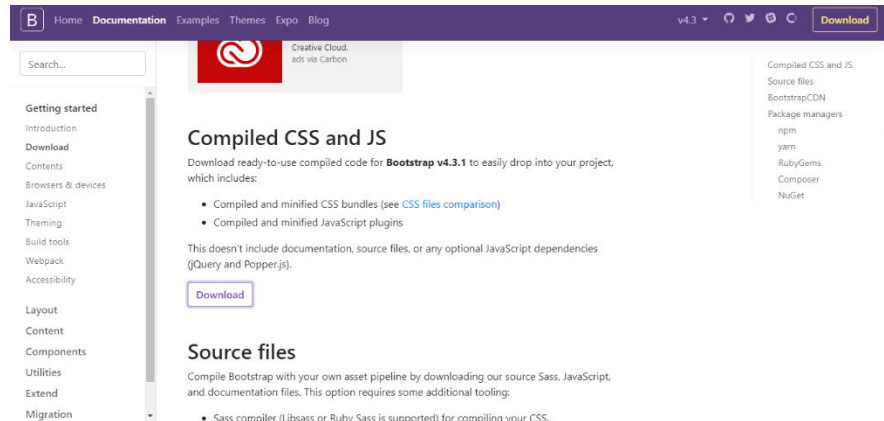 B Home Documentation Examples Themes Expo Blog v4.3 Download
Creative Cloud.
ads via Carbon
Search...
Getting started
Introduction
Download
Contents
Browsers & devices
JavaScript
Theming
Build tools
Webpack
Accessibility
Layout
Content
Components
Utilities
Extend
Migration
Compiled CSS and JS
Download ready-to-use compiled code for Bootstrap v4.3.1 to easily drop into your project,
which includes:
• Compiled and minified CSS bundles (see CSS files comparison)
• Compiled and minified JavaScript plugins
This doesn't include documentation, source files, or any optional JavaScript dependencies
(jQuery and Popper.js).
Download
Source files
Compile Bootstrap with your own asset pipeline by downloading our source Sass, JavaScript,
and documentation files. This option requires some additional tooling:
• Sass compiler (Libsass or Ruby Sass is supported) for compiling your CSS.
Compiled CSS and JS
Source files
BootstrapCDN
Package managers
npm
yarn
RubyGems
Composer
NuGet